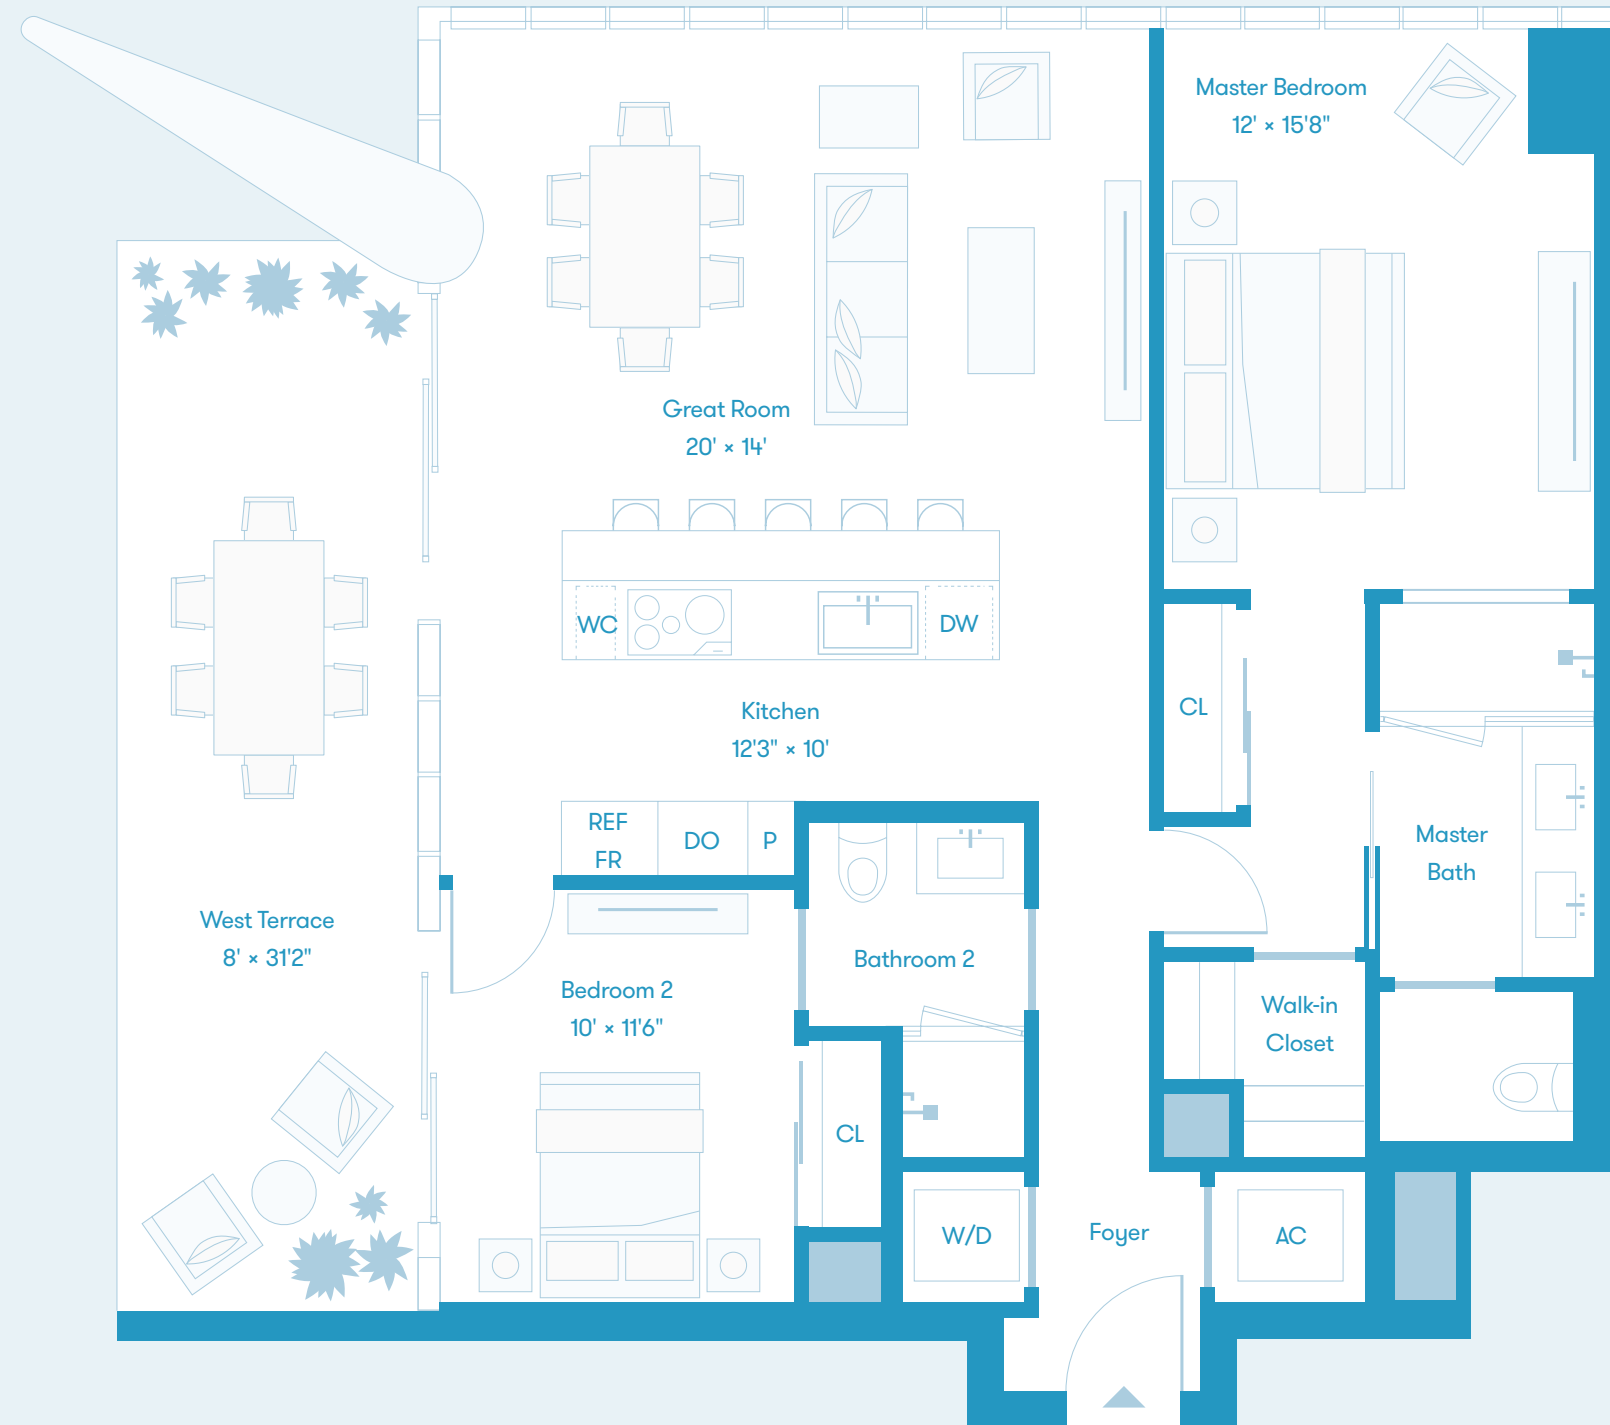 Master Bedroom
12' × 15'8"
Great Room
20' × 14'
WC
DW
CL
Kitchen
12'3" × 10'
REF
FR
DO
P
Master
Bath
West Terrace
8' × 31'2"
Bathroom 2
Bedroom 2
10' × 11'6"
Walk-in
Closet
CL
W/D
Foyer
AC